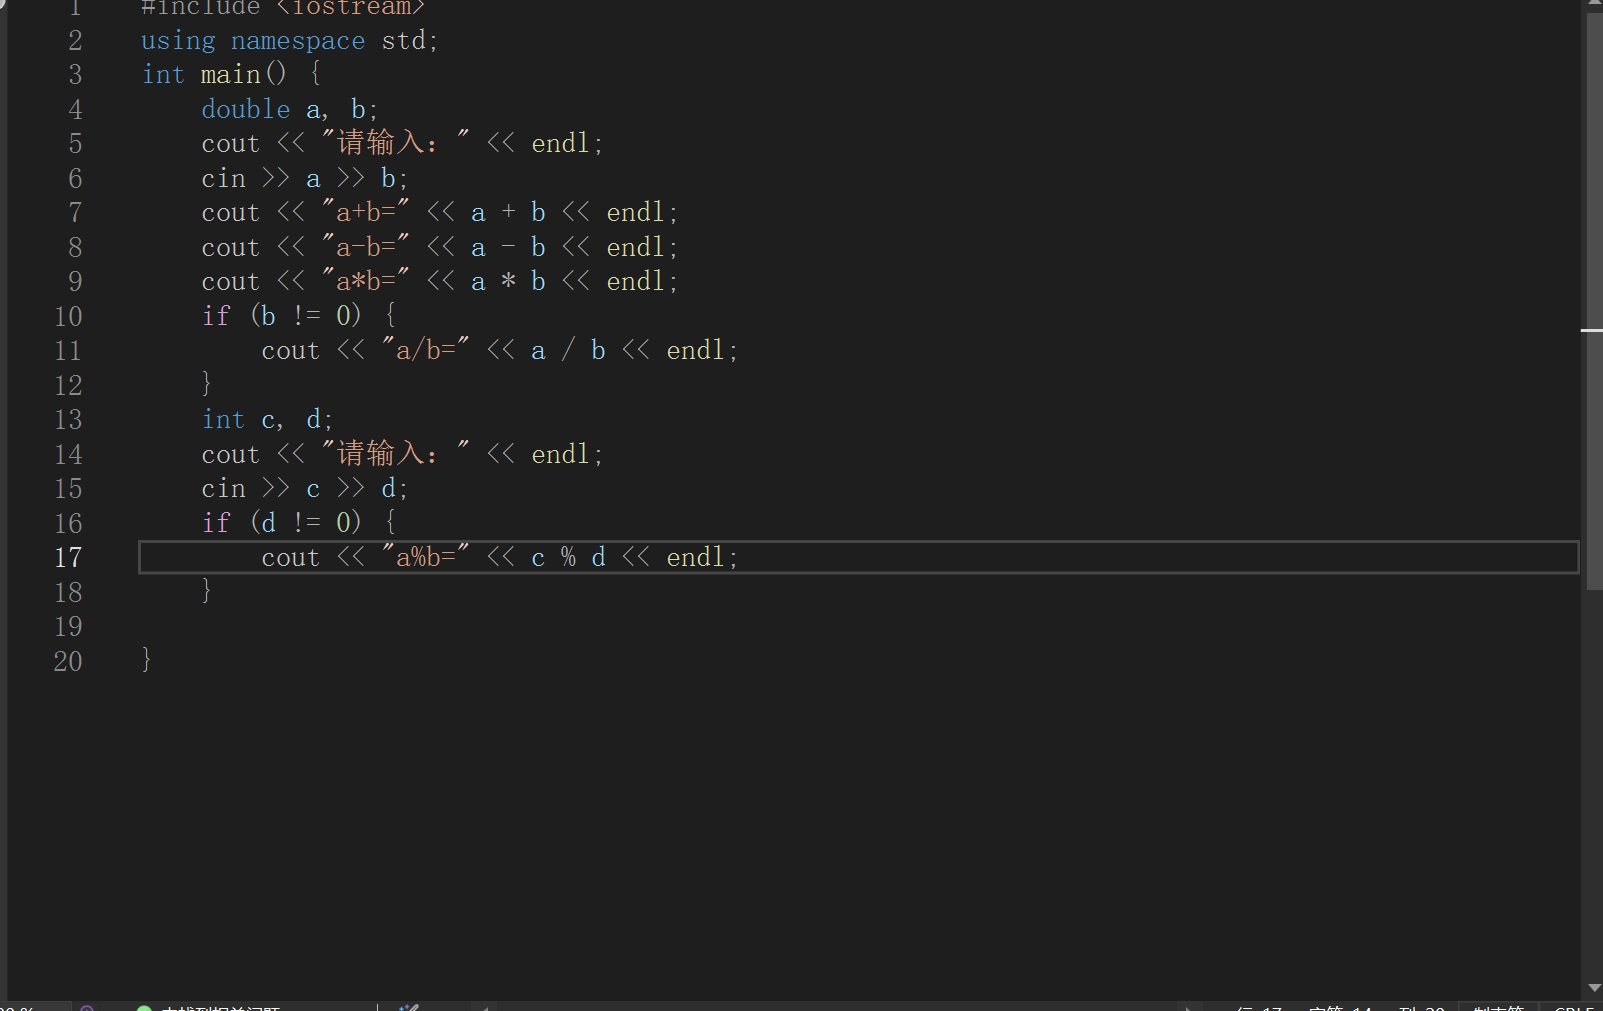 1 #include <iostream>
2 using namespace std;
3 int main() {
4 double a, b;
5 cout << "请输入：" << endl;
6 cin >> a >> b;
7 cout << "a+b=" << a + b << endl;
8 cout << "a-b=" << a - b << endl;
9 cout << "a*b=" << a * b << endl;
10 if (b != 0) {
11 cout << "a/b=" << a / b << endl;
12 }
13 int c, d;
14 cout << "请输入：" << endl;
15 cin >> c >> d;
16 if (d != 0) {
17 cout << "a%b=" << c % d << endl;
18 }
19
20 }